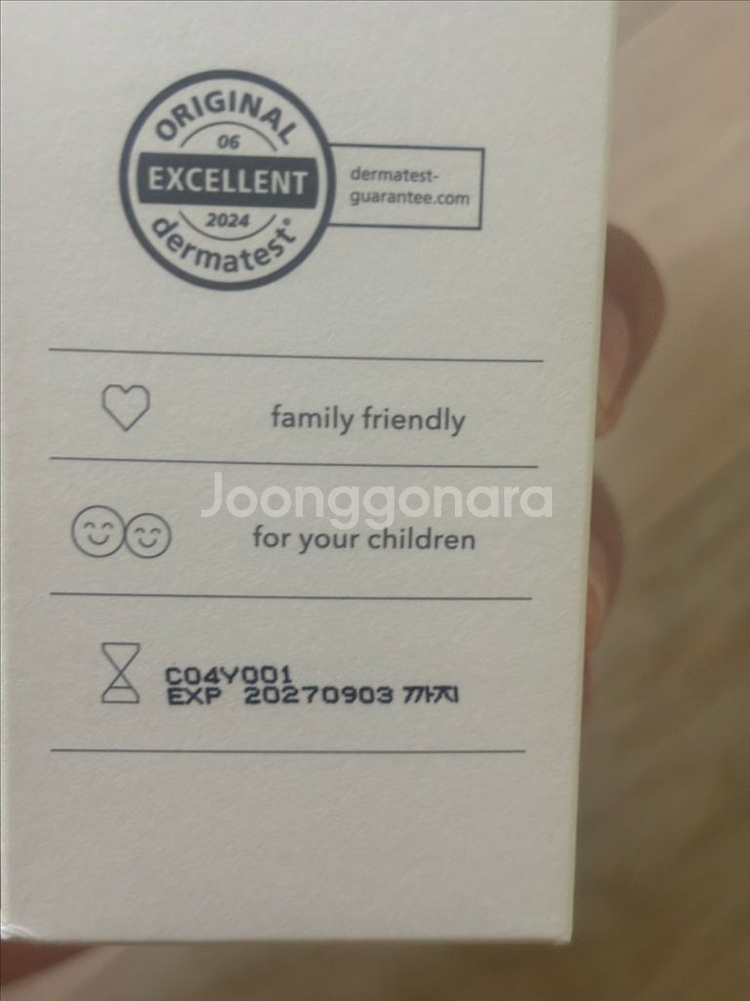 ORIGINAL
06
EXCELLENT
2024
dermatest®
dermatest-
guarantee.com
family friendly
Joonggonara
for your children
C04Y001
EXP 20270903 까지